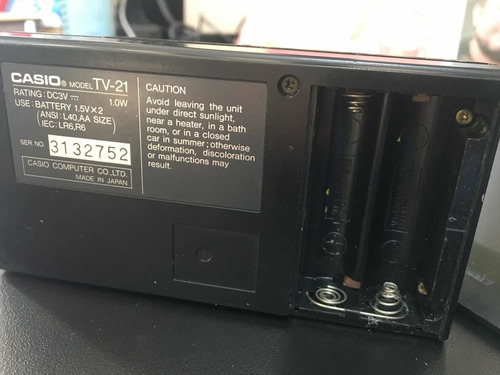 CASIO® MODEL TV-21
RATING: DC3V 1.0W
USE: BATTERY 1.5V×2
(ANSI: L40,AA SIZE)
(IEC: LR6,R6)
SER NO 3132752
CASIO COMPUTER CO.,LTD.
MADE IN JAPAN
CAUTION
Avoid leaving the unit
under direct sunlight,
near a heater, in a bath
room, or in a closed
car in summer; otherwise
deformation, discoloration
or malfunctions may
result.